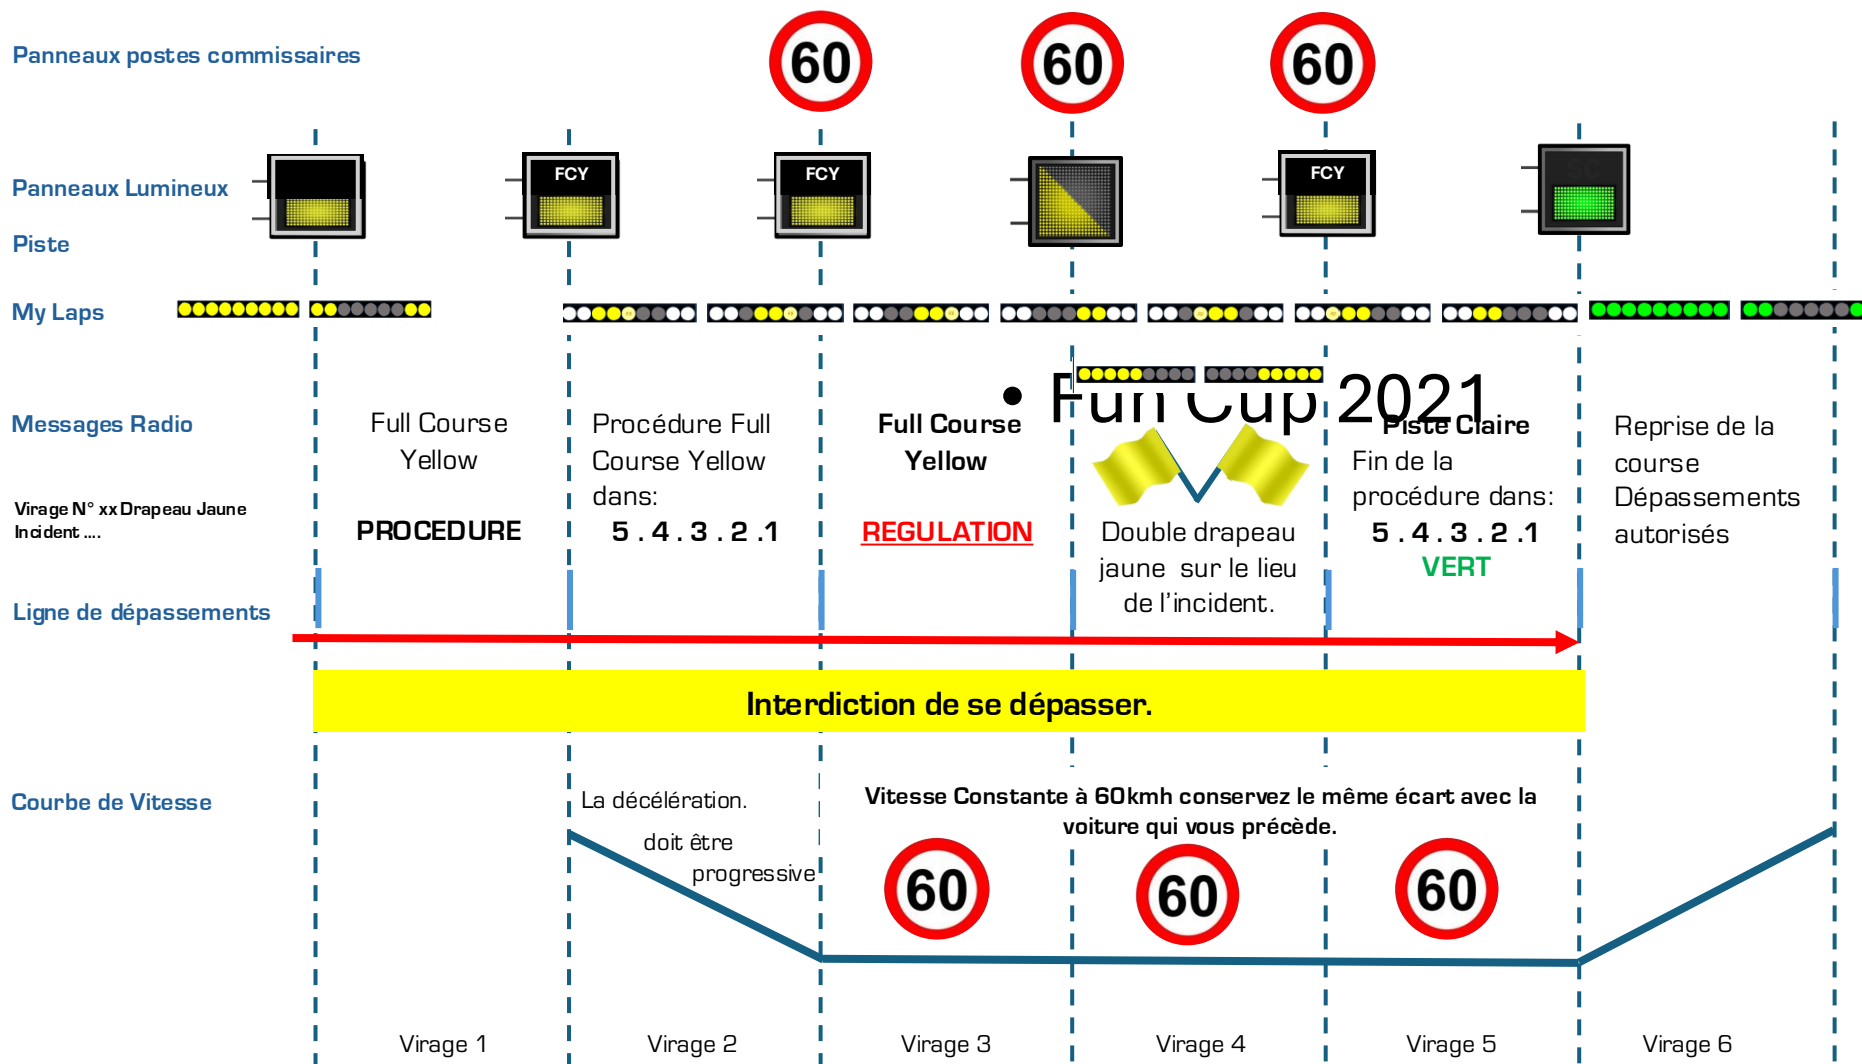 Panneaux postes commissaires
60
60
60
Panneaux Lumineux
FCY
FCY
FCY
SC
Piste
My Laps
• Fun Cup 2021
Messages Radio
Full Course
Yellow
PROCEDURE
Procédure Full
Course Yellow
dans:
5 . 4 . 3 . 2 .1
Full Course
Yellow
REGULATION
Double drapeau
jaune sur le lieu
de l'incident.
Piste Claire
Fin de la
procédure dans:
5 . 4 . 3 . 2 .1
VERT
Reprise de la
course
Dépassements
autorisés
Virage N° xx Drapeau Jaune
Incident ....
Ligne de dépassements
Interdiction de se dépasser.
Courbe de Vitesse
La décélération.
doit être
progressive
Vitesse Constante à 60kmh conservez le même écart avec la
voiture qui vous précède.
60
60
60
Virage 1
Virage 2
Virage 3
Virage 4
Virage 5
Virage 6